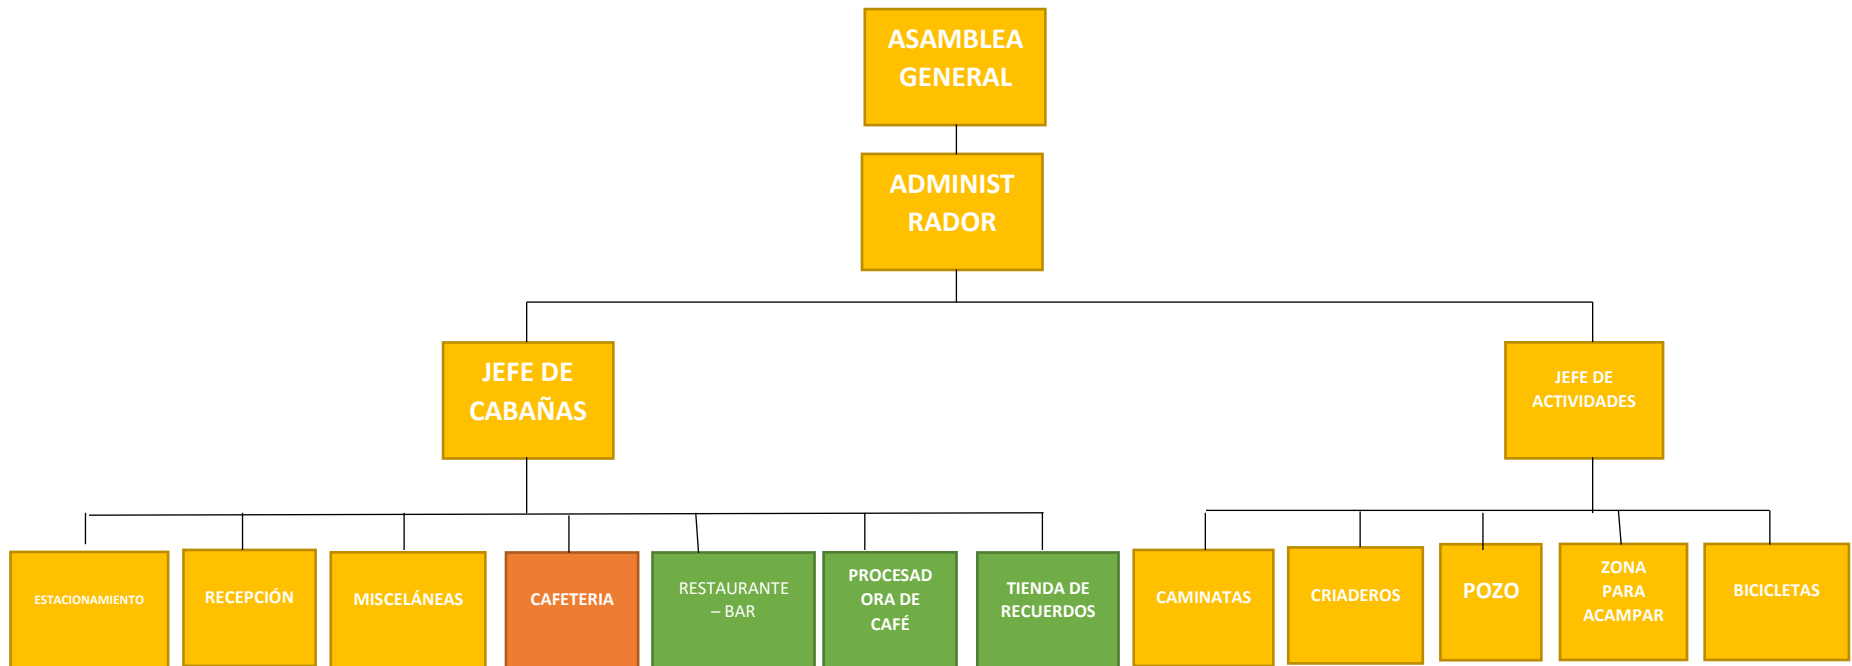 ASAMBLEA
GENERAL
ADMINIST
RADOR
JEFE DE
CABAÑAS
JEFE DE
ACTIVIDADES
ESTACIONAMIENTO
RECEPCIÓN
MISCELÁNEAS
CAFETERIA
RESTAURANTE
– BAR
PROCESAD
ORA DE
CAFÉ
TIENDA DE
RECUERDOS
CAMINATAS
CRIADEROS
POZO
ZONA
PARA
ACAMPAR
BICICLETAS